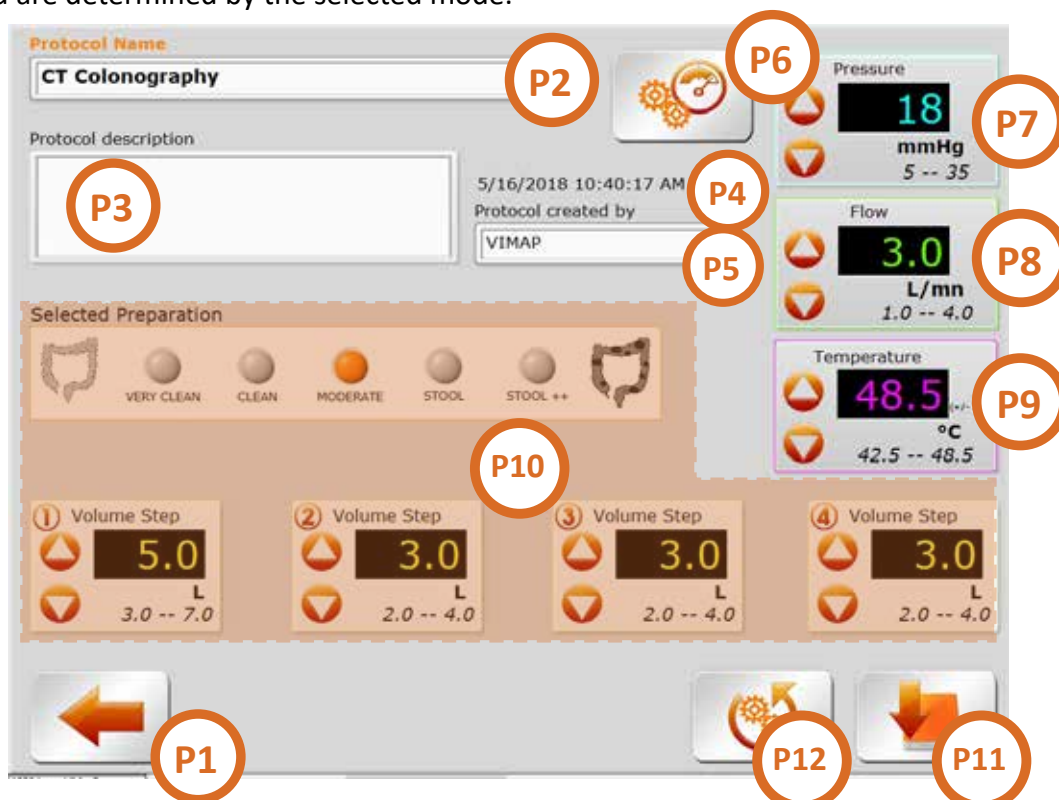 are determined by the selected mode.
Protocol Name
CT Colonography
P2
P6
Pressure
18
mmHg
5 -- 35
P7
Protocol description
P3
5/16/2018 10:40:17 AM
P4
Protocol created by
VIMAP
P5
Flow
3.0
L/mn
1.0 -- 4.0
P8
Selected Preparation
VERY CLEAN
CLEAN
MODERATE
STOOL
STOOL ++
Temperature
48.5
(+/-
°C
42.5 -- 48.5
P9
P10
1 Volume Step
5.0
L
3.0 -- 7.0
2 Volume Step
3.0
L
2.0 -- 4.0
3 Volume Step
3.0
L
2.0 -- 4.0
4 Volume Step
3.0
L
2.0 -- 4.0
P1
P12
P11